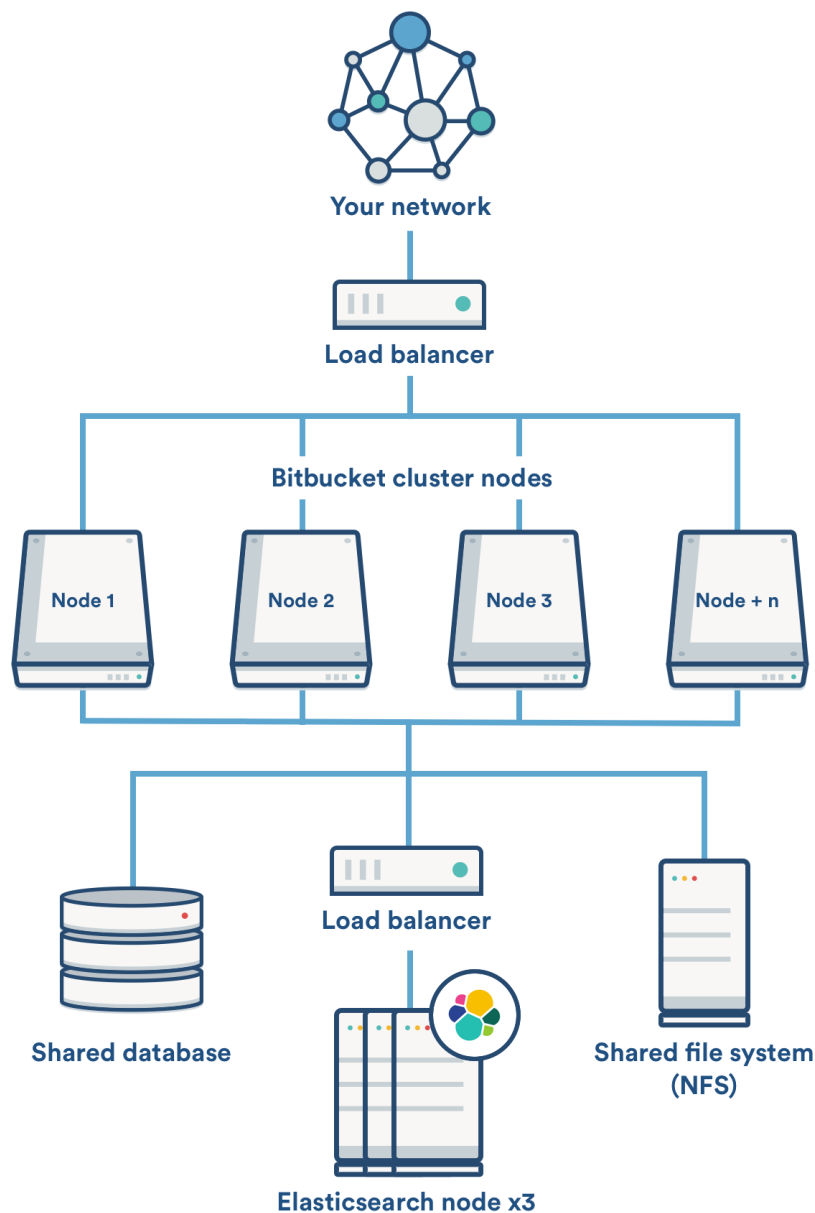 Your network
Load balancer
Bitbucket cluster nodes
Node 1
Node 2
Node 3
Node + n
Load balancer
Shared database
Shared file system
(NFS)
Elasticsearch node x3